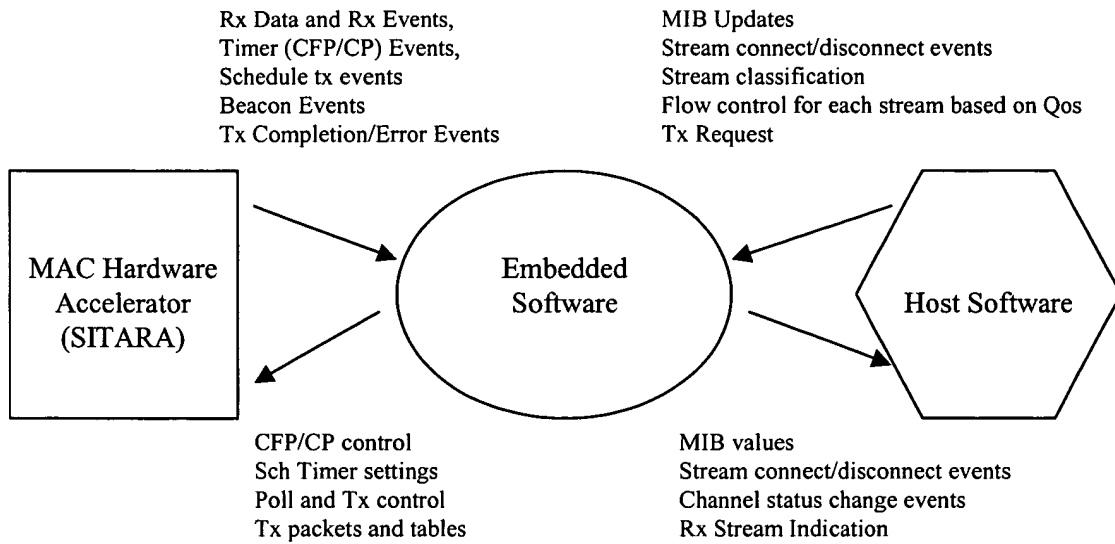 Rx Data and Rx Events,
Timer (CFP/CP) Events,
Schedule tx events
Beacon Events
Tx Completion/Error Events
MIB Updates
Stream connect/disconnect events
Stream classification
Flow control for each stream based on Qos
Tx Request
MAC Hardware
Accelerator
(SITARA)
Embedded
Software
Host Software
CFP/CP control
Sch Timer settings
Poll and Tx control
Tx packets and tables
MIB values
Stream connect/disconnect events
Channel status change events
Rx Stream Indication